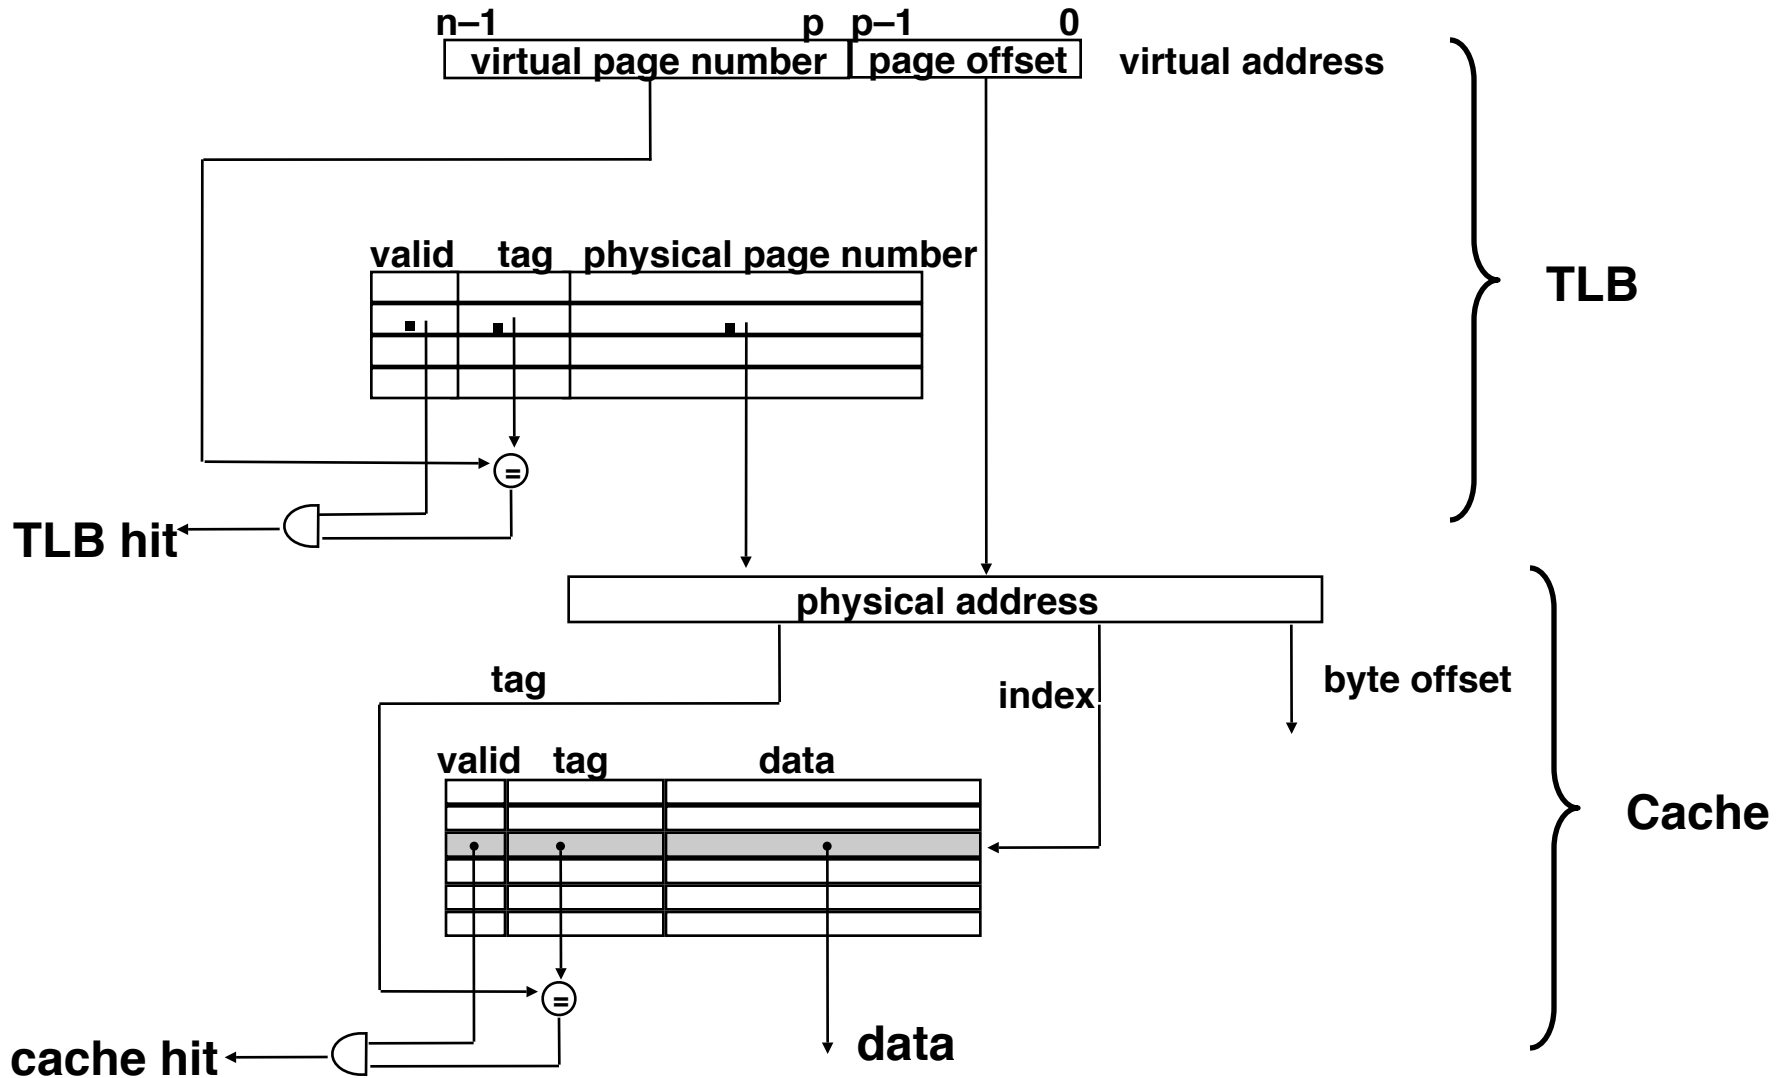 n–1 p p–1 0
virtual page number page offset virtual address
valid tag physical page number
TLB
=
TLB hit
physical address
tag index byte offset
valid tag data
Cache
=
cache hit data